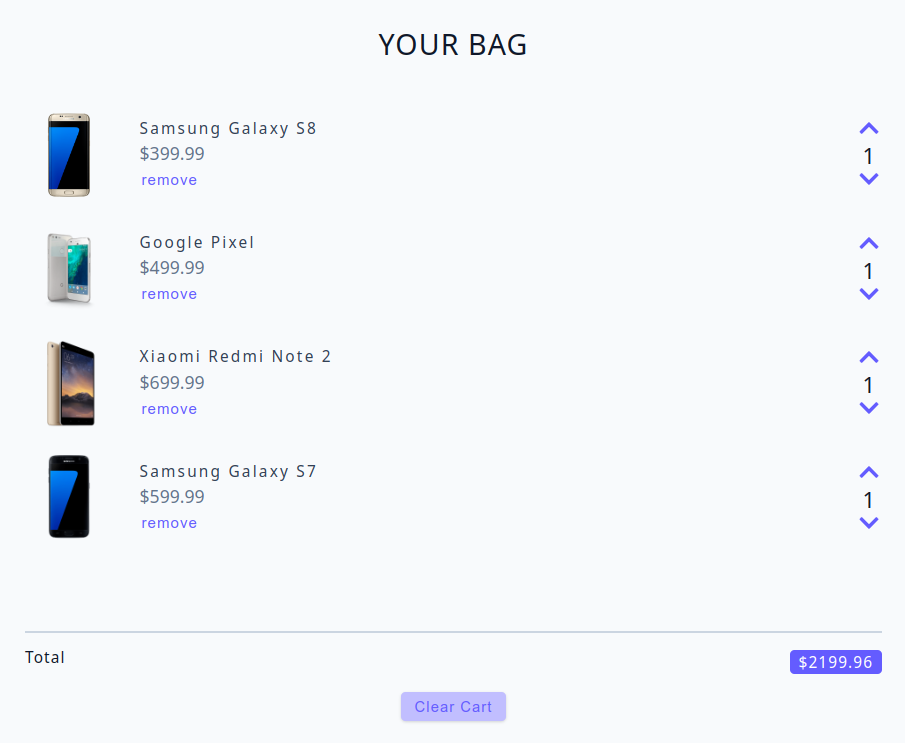 YOUR BAG
Samsung Galaxy S8
$399.99
remove
1
Google Pixel
$499.99
remove
1
Xiaomi Redmi Note 2
$699.99
remove
1
Samsung Galaxy S7
$599.99
remove
1
Total
$2199.96
Clear Cart